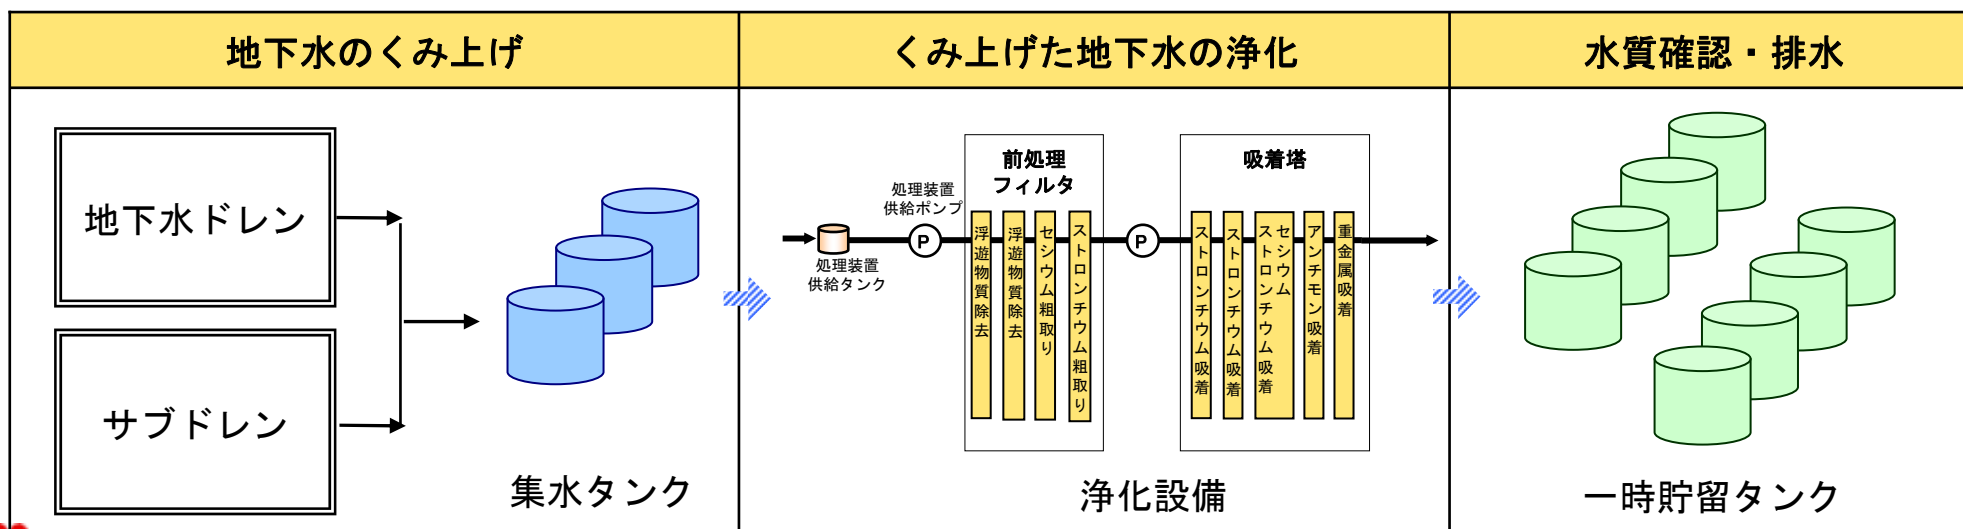 地下水のくみ上げ
くみ上げた地下水の浄化
水質確認・排水
地下水ドレン
サブドレン
集水タンク
処理装置
供給タンク
処理装置
供給ポンプ
P
前処理
フィルタ
浮遊物質除去
浮遊物質除去
セシウム粗取り
ストロンチウム粗取り
P
吸着塔
ストロンチウム吸着
ストロンチウム吸着
セシウム
ストロンチウム吸着
アンチモン吸着
重金属吸着
浄化設備
一時貯留タンク